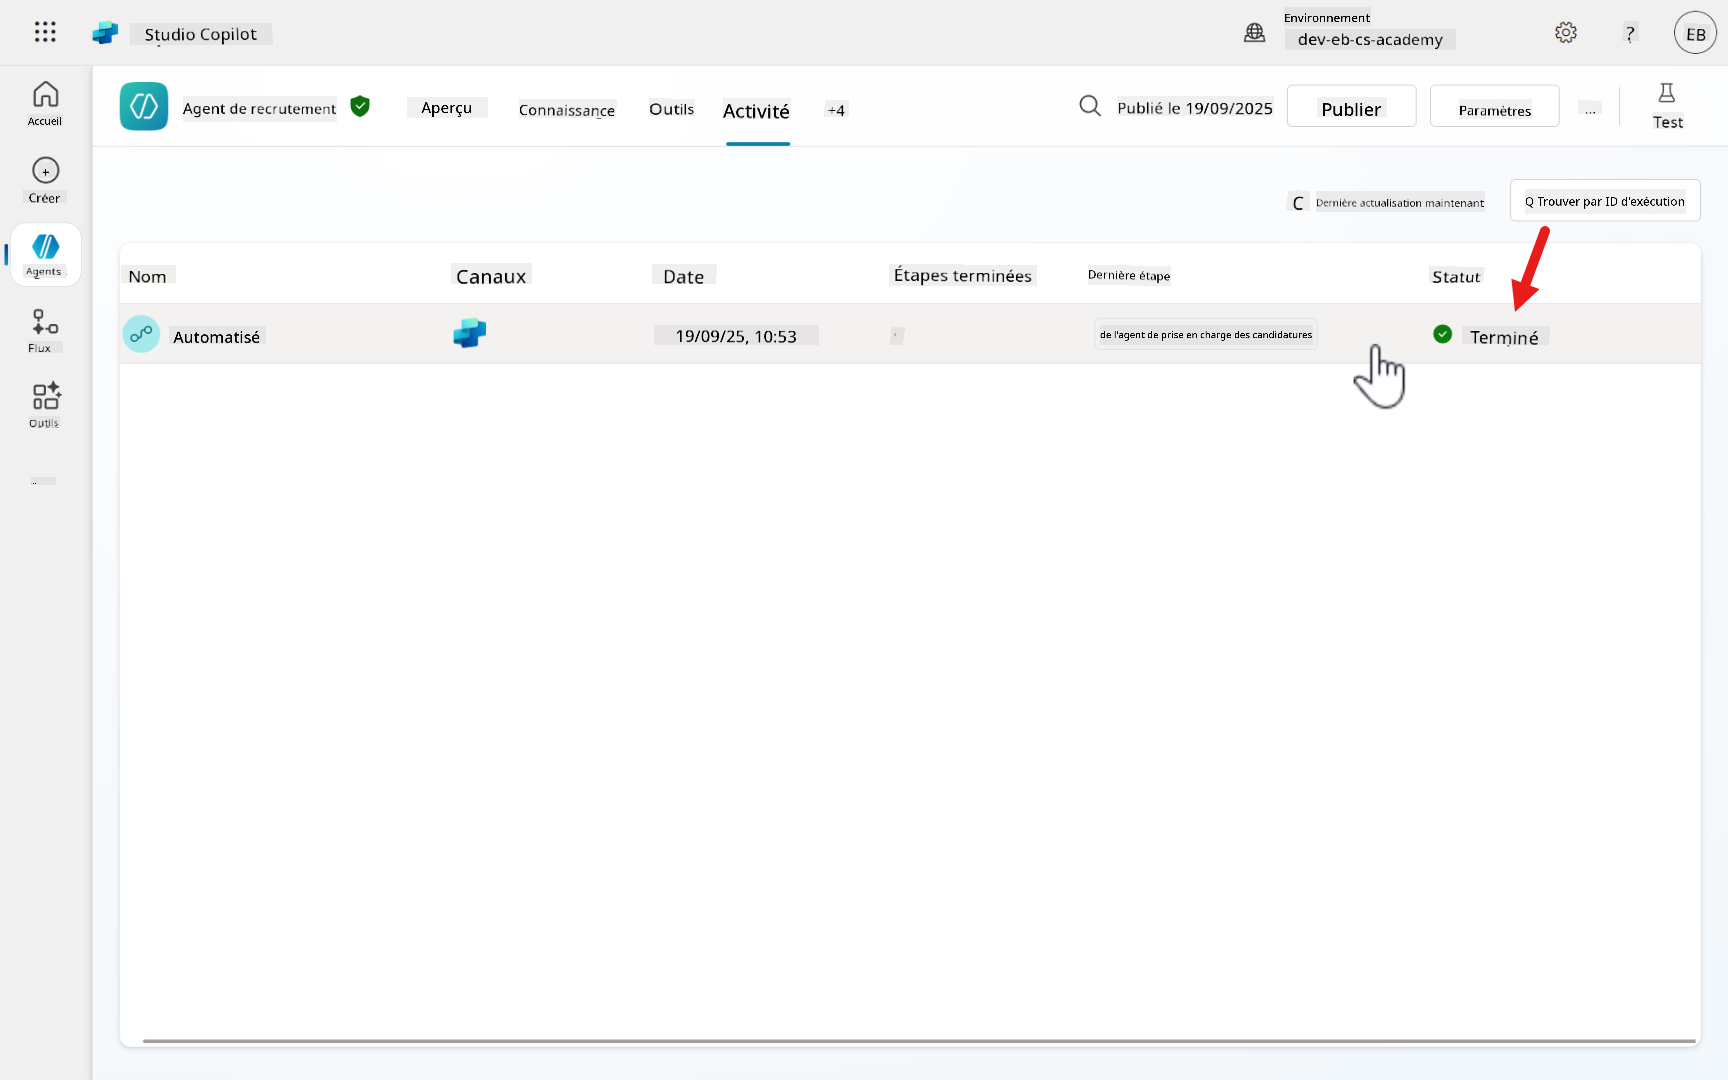 Studio Copilot
Environnement
dev-eb-cs-academy
?
EB
Accueil
Créer
Agents
Flux
Outils
Agent de recrutement
Aperçu
Connaissance
Outils
Activité
+4
Publié le 19/09/2025
Publier
Paramètres
...
Test
C Dernière actualisation maintenant
Q Trouver par ID d'exécution
Nom
Canaux
Date
Étapes terminées
Dernière étape
Statut
Automatisé
19/09/25, 10:53
de l'agent de prise en charge des candidatures
Terminé